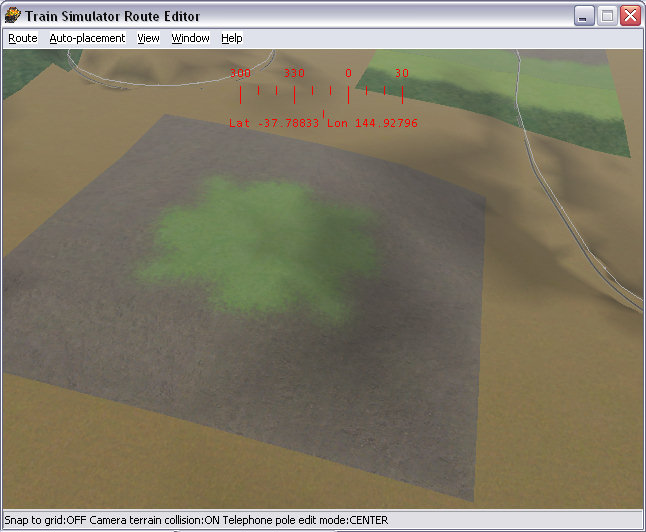 Train Simulator Route Editor
Route Auto-placement View Window Help
300 330 0 30
Lat -37.78833 Lon 144.92796
Snap to grid:OFF Camera terrain collision:ON Telephone pole edit mode:CENTER